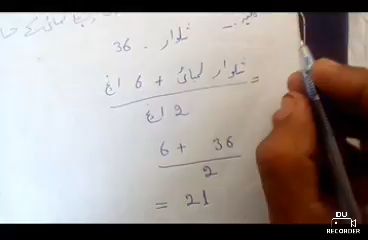 شلوار . 36
= شلوار لمبائی + 6 انچ
2 انچ
6 + 36
2
= 21
DU
RECORDER